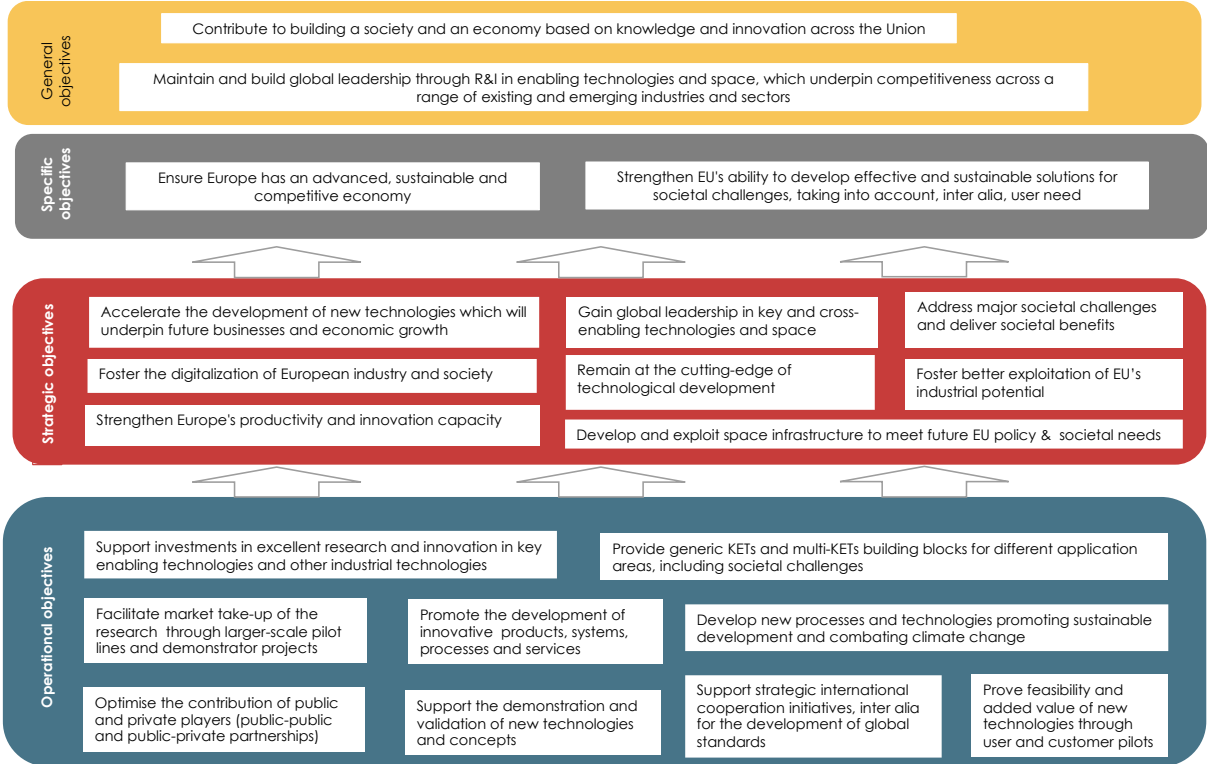 General
objectives
Contribute to building a society and an economy based on knowledge and innovation across the Union
Maintain and build global leadership through R&I in enabling technologies and space, which underpin competitiveness across a
range of existing and emerging industries and sectors
Specific
objectives
Ensure Europe has an advanced, sustainable and
competitive economy
Strengthen EU's ability to develop effective and sustainable solutions for
societal challenges, taking into account, inter alia, user need
Strategic objectives
Accelerate the development of new technologies which will
underpin future businesses and economic growth
Gain global leadership in key and cross-
enabling technologies and space
Address major societal challenges
and deliver societal benefits
Foster the digitalization of European industry and society
Remain at the cutting-edge of
technological development
Foster better exploitation of EU's
industrial potential
Strengthen Europe's productivity and innovation capacity
Develop and exploit space infrastructure to meet future EU policy & societal needs
Operational objectives
Support investments in excellent research and innovation in key
enabling technologies and other industrial technologies
Provide generic KETs and multi-KETs building blocks for different application
areas, including societal challenges
Facilitate market take-up of the
research through larger-scale pilot
lines and demonstrator projects
Promote the development of
innovative products, systems,
processes and services
Develop new processes and technologies promoting sustainable
development and combating climate change
Optimise the contribution of public
and private players (public-public
and public-private partnerships)
Support the demonstration and
validation of new technologies
and concepts
Support strategic international
cooperation initiatives, inter alia
for the development of global
standards
Prove feasibility and
added value of new
technologies through
user and customer pilots